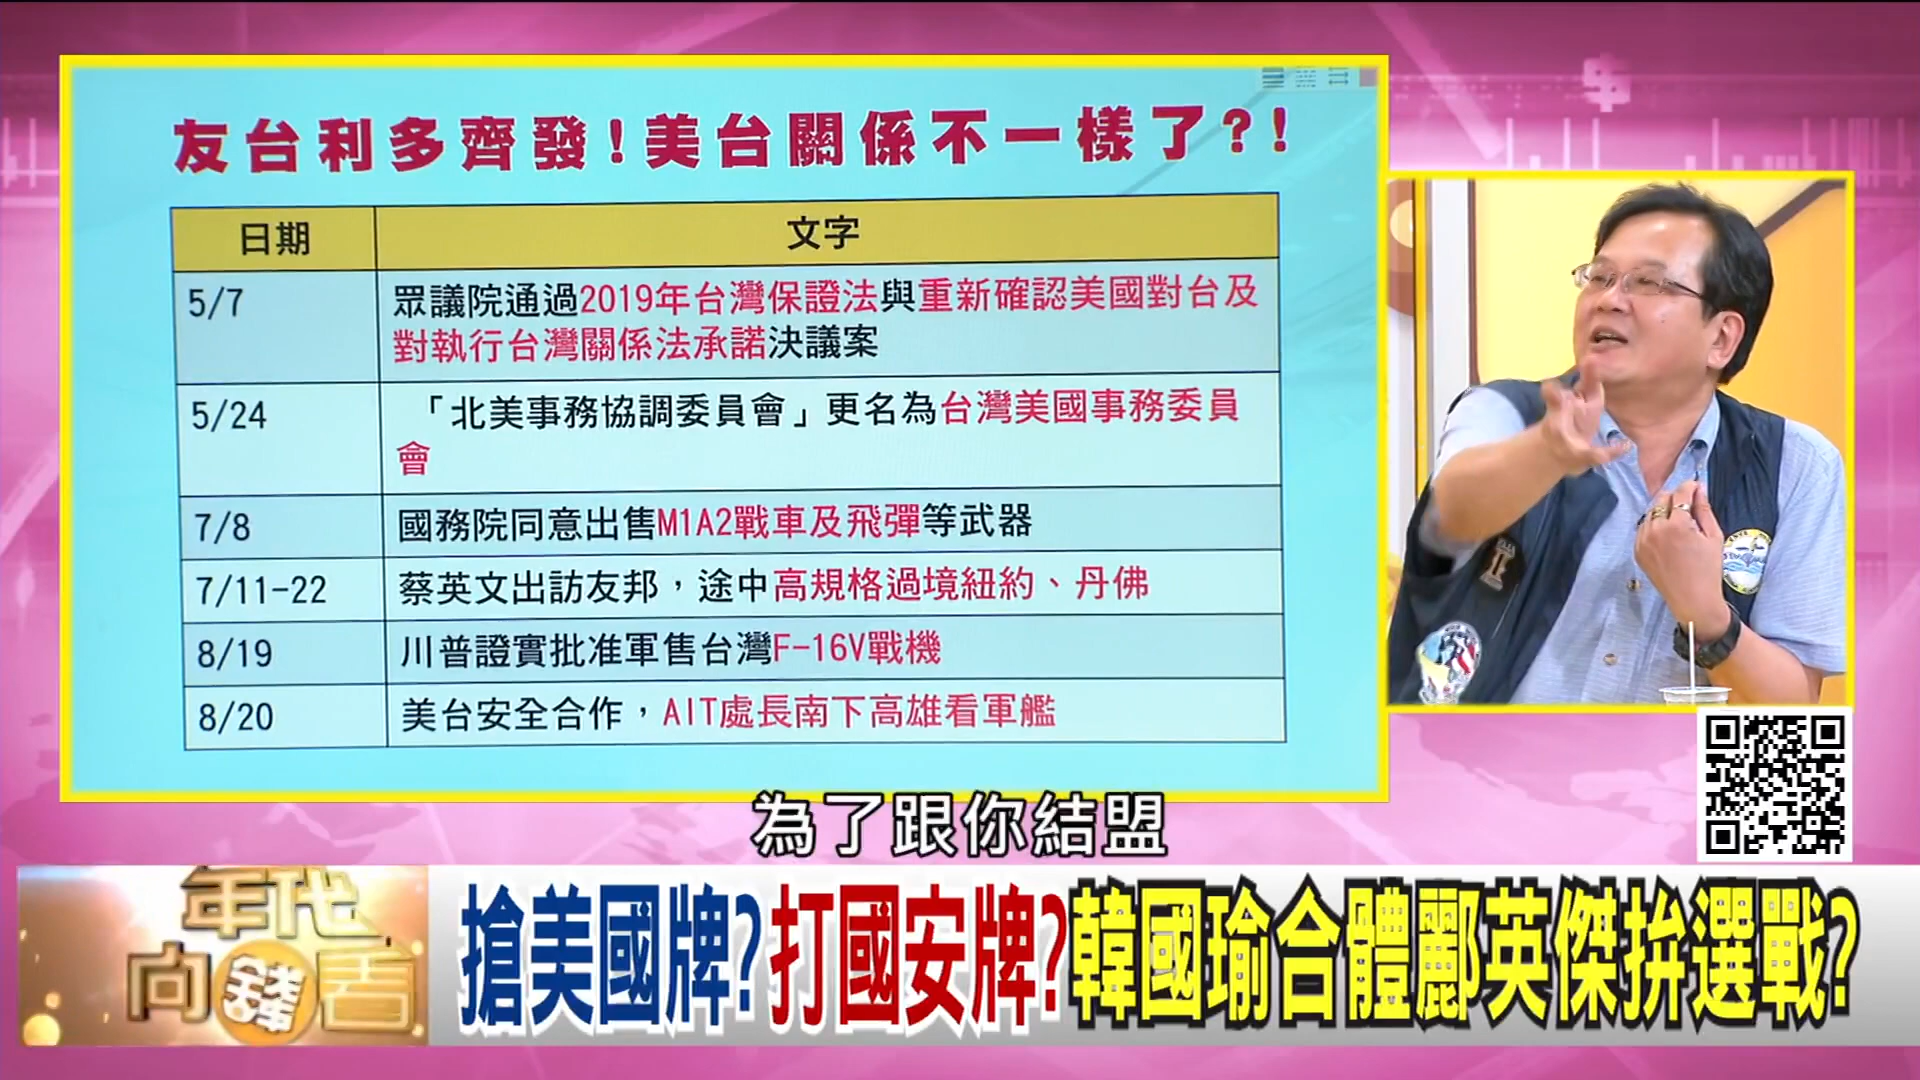 友台利多齊發!美台關係不一樣了?!
日期
文字
5/7
眾議院通過2019年台灣保證法與重新確認美國對台及
對執行台灣關係法承諾決議案
5/24
「北美事務協調委員會」更名為台灣美國事務委員
會
7/8
國務院同意出售M1A2戰車及飛彈等武器
7/11-22
蔡英文出訪友邦,途中高規格過境紐約、丹佛
8/19
川普證實批准軍售台灣F-16V戰機
8/20
美台安全合作,AIT處長南下高雄看軍艦
為了跟你結盟
年代
向錢看
搶美國牌?打國安牌?韓國瑜合體酈英傑拚選戰?